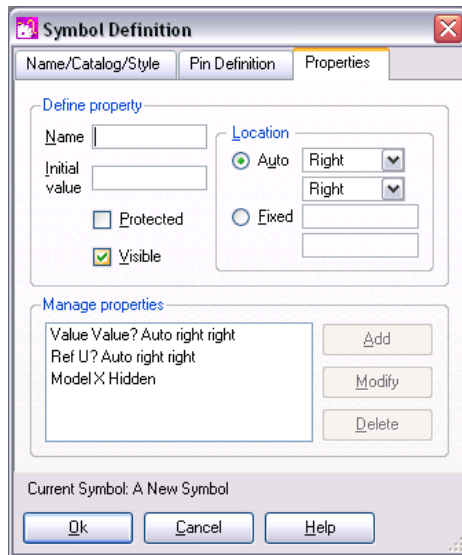 Symbol Definition
Name/Catalog/Style
Pin Definition
Properties
Define property
Name
Initial value
Protected
Visible
Location
Auto
Right
Right
Fixed
Manage properties
Value Value? Auto right right
Ref U? Auto right right
Model X Hidden
Add
Modify
Delete
Current Symbol: A New Symbol
Ok
Cancel
Help